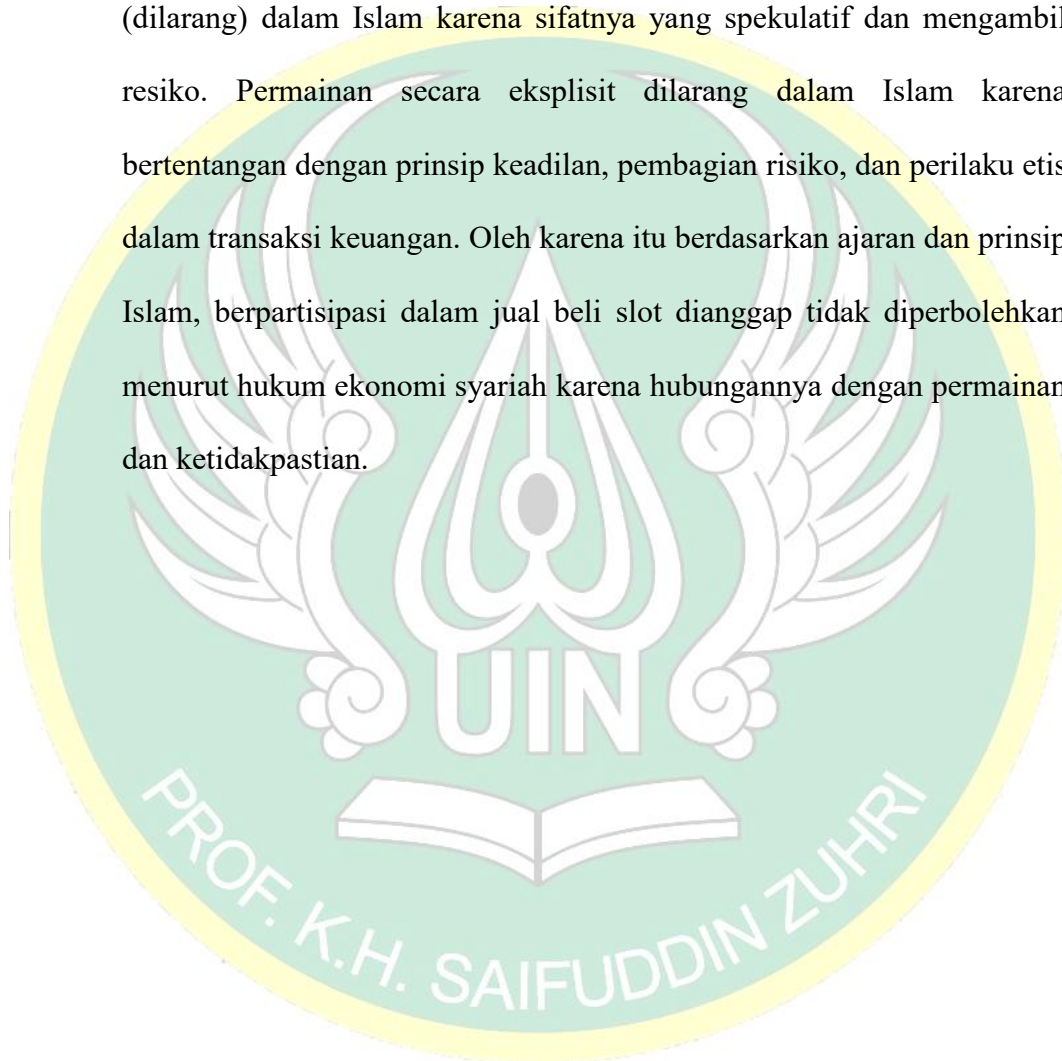 (dilarang) dalam Islam karena sifatnya yang spekulatif dan mengambil
resiko. Permainan secara eksplisit dilarang dalam Islam karena
bertentangan dengan prinsip keadilan, pembagian risiko, dan perilaku etis
dalam transaksi keuangan. Oleh karena itu berdasarkan ajaran dan prinsip
Islam, berpartisipasi dalam jual beli slot dianggap tidak diperbolehkan
menurut hukum ekonomi syariah karena hubungannya dengan permainan
dan ketidakpastian.
UIN
PROF. K.H. SAIFUDDIN ZUHRI